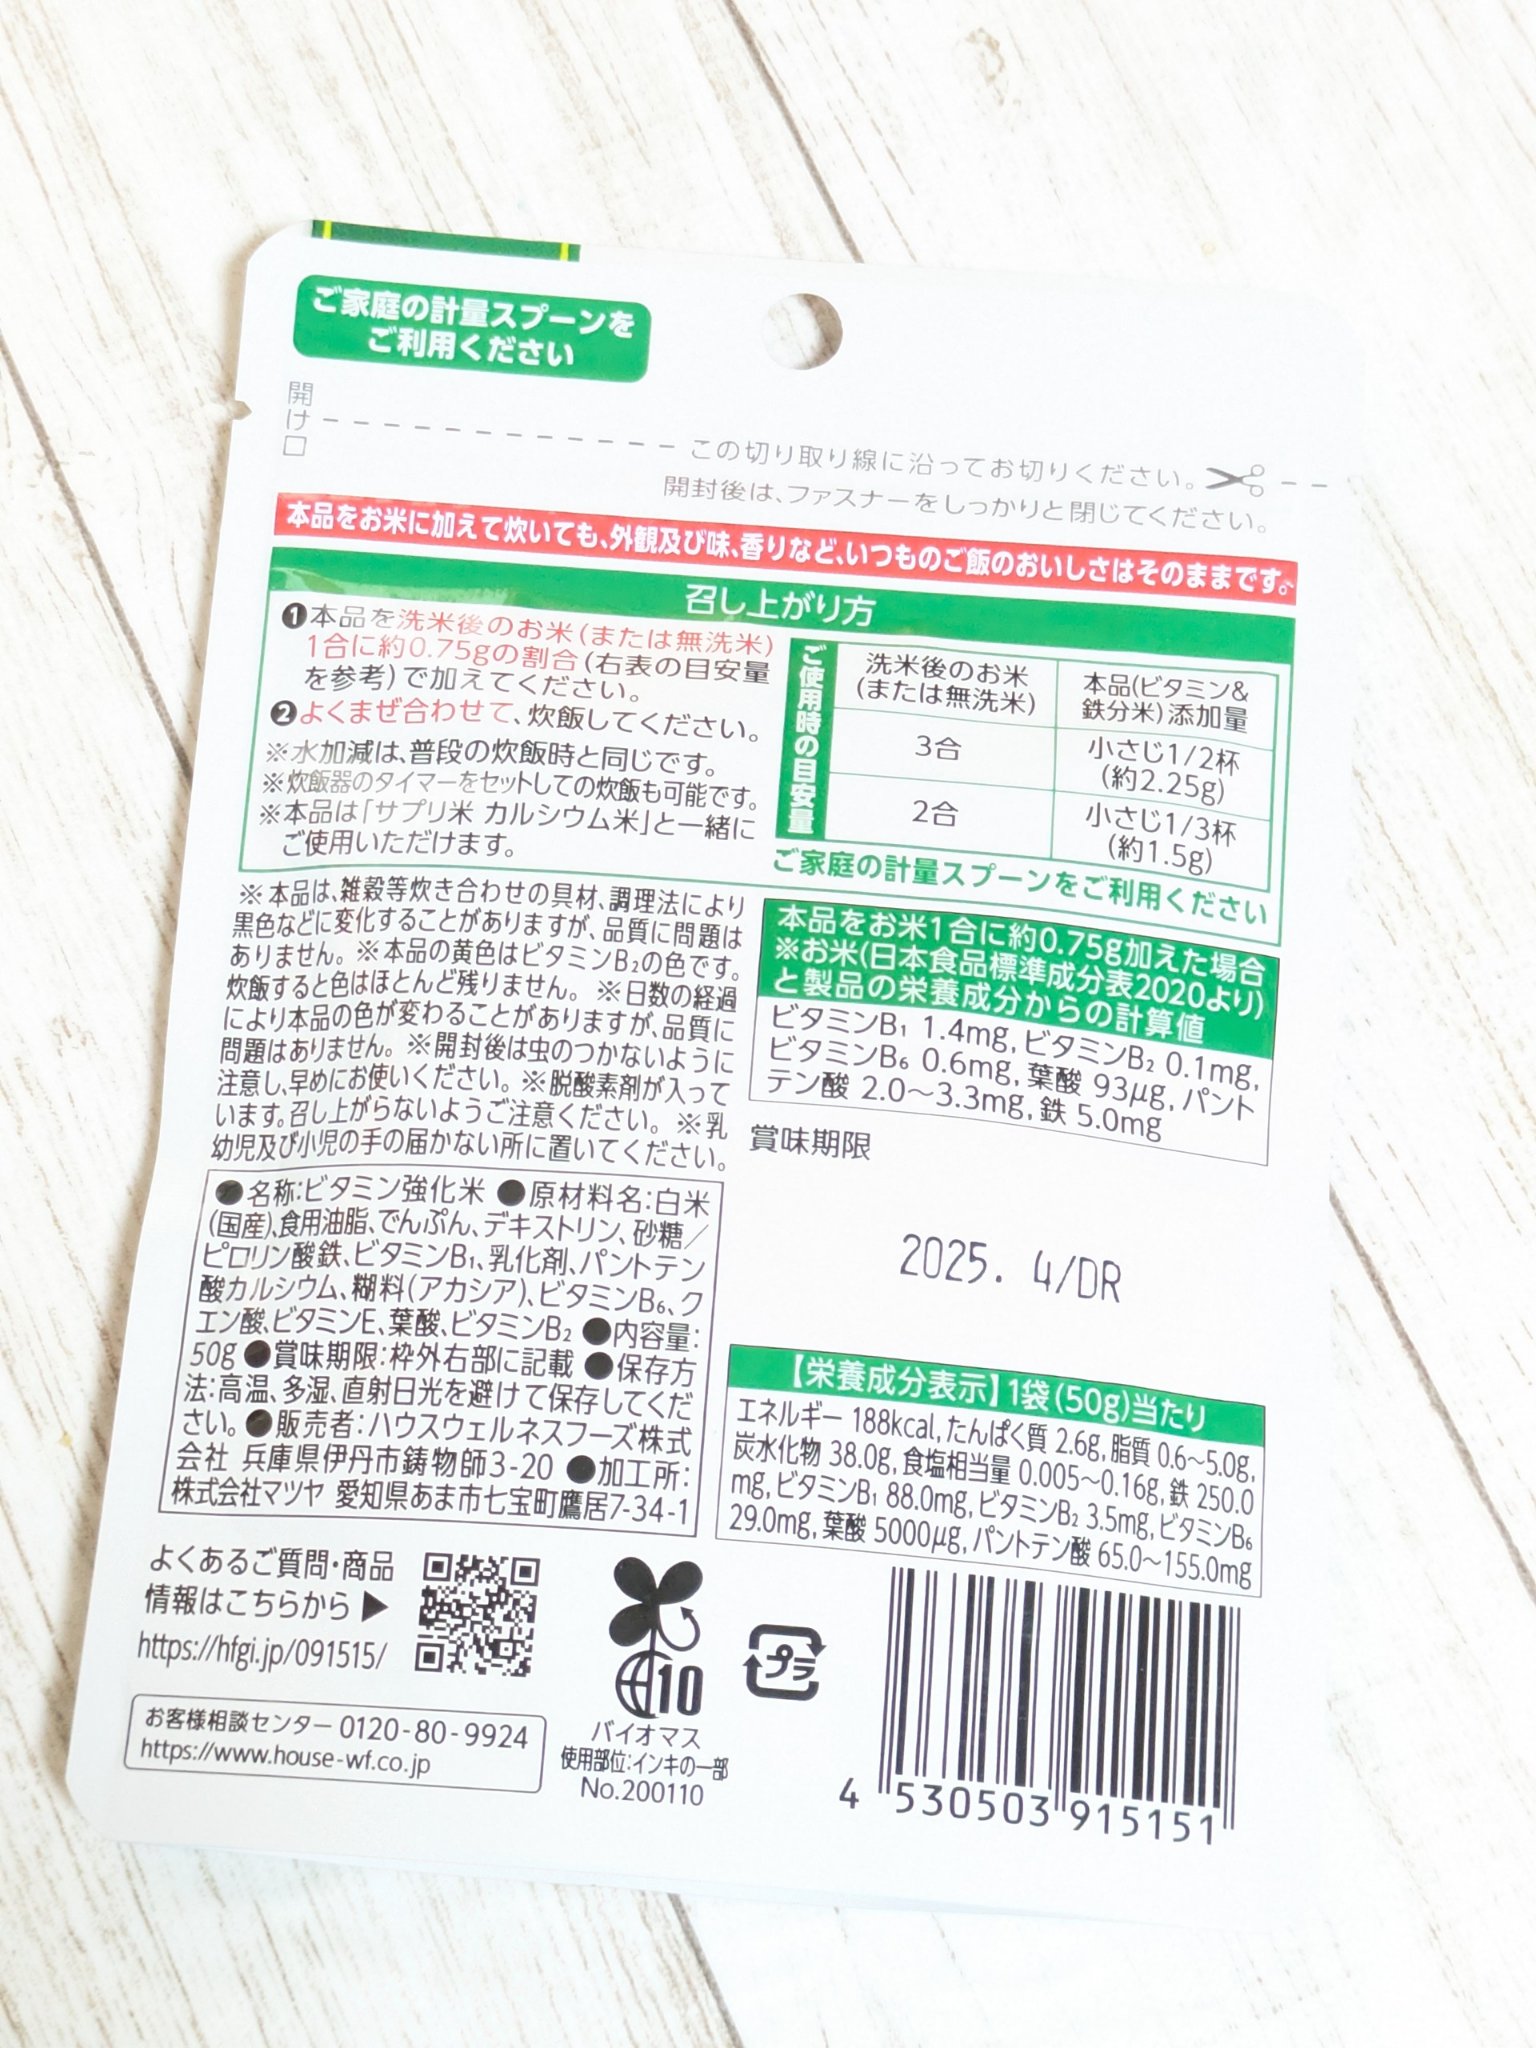 ご家庭の計量スプーンを
ご利用ください
開け口
この切り取り線に沿ってお切りください。
開封後は、ファスナーをしっかりと閉じてください。
本品をお米に加えて炊いても、外観及び味、香りなど、いつものご飯のおいしさはそのままです。
召し上がり方
❶本品を洗米後のお米(または無洗米)
1合に約0.75gの割合(右表の目安量
を参考)で加えてください。
❷よくまぜ合わせて、炊飯してください。
※水加減は、普段の炊飯時と同じです。
※炊飯器のタイマーをセットしての炊飯も可能です。
※本品は「サプリ米 カルシウム米」と一緒に
ご使用いただけます。
ご使用時の目安量
洗米後のお米
(または無洗米)
本品(ビタミン&
鉄分米)添加量
3合
小さじ1/2杯
(約2.25g)
2合
小さじ1/3杯
(約1.5g)
ご家庭の計量スプーンをご利用ください
※本品は、雑穀等炊き合わせの具材、調理法により
黒色などに変化することがありますが、品質に問題は
ありません。※本品の黄色はビタミンB₂の色です。
炊飯すると色はほとんど残りません。※日数の経過
により本品の色が変わることがありますが、品質に
問題はありません。※開封後は虫のつかないように
注意し、早めにお使いください。※脱酸素剤が入って
います。召し上がらないようご注意ください。※乳
幼児及び小児の手の届かない所に置いてください。
本品をお米1合に約0.75g加えた場合
※お米(日本食品標準成分表2020より)
と製品の栄養成分からの計算値
ビタミンB₁ 1.4mg, ビタミンB₂ 0.1mg,
ビタミンB₆ 0.6mg, 葉酸 93μg, パント
テン酸 2.0～3.3mg, 鉄 5.0mg
賞味期限
2025. 4/DR
●名称:ビタミン強化米 ●原材料名:白米
(国産)、食用油脂、でんぷん、デキストリン、砂糖／
ピロリン酸鉄、ビタミンB₁、乳化剤、パントテン
酸カルシウム、糊料(アカシア)、ビタミンB₆、ク
エン酸、ビタミンE、葉酸、ビタミンB₂ ●内容量:
50g ●賞味期限:枠外右部に記載 ●保存方
法:高温、多湿、直射日光を避けて保存してくだ
さい。●販売者:ハウスウェルネスフーズ株式
会社 兵庫県伊丹市鋳物師3-20 ●加工所:
株式会社マツヤ 愛知県あま市七宝町鷹居7-34-1
【栄養成分表示】1袋(50g)当たり
エネルギー 188kcal, たんぱく質 2.6g, 脂質 0.6～5.0g,
炭水化物 38.0g, 食塩相当量 0.005～0.16g, 鉄 250.0
mg, ビタミンB₁ 88.0mg, ビタミンB₂ 3.5mg, ビタミンB₆
29.0mg, 葉酸 5000μg, パントテン酸 65.0～155.0mg
よくあるご質問・商品
情報はこちらから▶
https://hfgi.jp/091515/
お客様相談センター 0120-80-9924
https://www.house-wf.co.jp
10
バイオマス
使用部位:インキの一部
No.200110
プラ
4 530503 915151